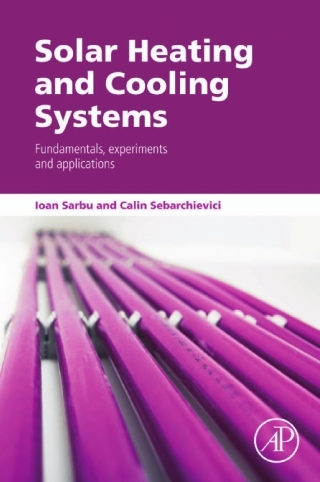 Solar Heating
and Cooling
Systems
Fundamentals, experiments
and applications
Ioan Sarbu and Calin Sebarchievici
AP